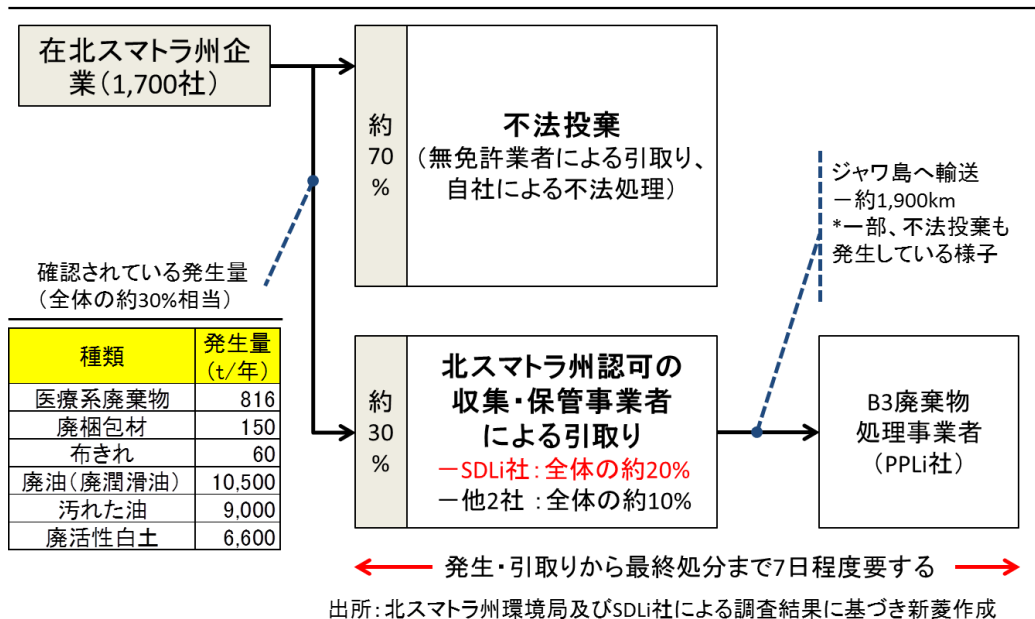 在北スマトラ州企
業(1,700社)
約
70
%
不法投棄
(無免許業者による引取り、
自社による不法処理)
ジャワ島へ輸送
－約1,900km
*一部、不法投棄も
発生している様子
確認されている発生量
(全体の約30%相当)
種類 発生量
(t/年)
医療系廃棄物 816
廃梱包材 150
布きれ 60
廃油(廃潤滑油) 10,500
汚れた油 9,000
廃活性白土 6,600
約
30
%
北スマトラ州認可の
収集・保管事業者
による引取り
－SDLi社：全体の約20%
－他2社：全体の約10%
B3廃棄物
処理事業者
(PPLi社)
発生・引取りから最終処分まで7日程度要する
出所：北スマトラ州環境局及びSDLi社による調査結果に基づき新菱作成